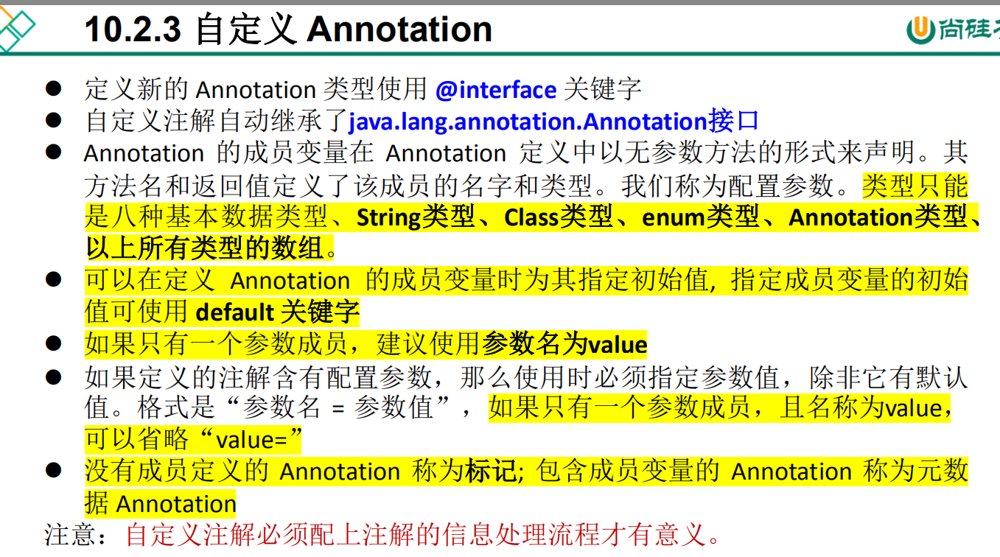 10.2.3 自定义 Annotation
尚硅
● 定义新的 Annotation 类型使用 @interface 关键字
● 自定义注解自动继承了java.lang.annotation.Annotation接口
● Annotation 的成员变量在 Annotation 定义中以无参数方法的形式来声明。其
方法名和返回值定义了该成员的名字和类型。我们称为配置参数。类型只能
是八种基本数据类型、String类型、Class类型、enum类型、Annotation类型、
以上所有类型的数组。
● 可以在定义 Annotation 的成员变量时为其指定初始值, 指定成员变量的初始
值可使用 default 关键字
● 如果只有一个参数成员，建议使用参数名为value
● 如果定义的注解含有配置参数，那么使用时必须指定参数值，除非它有默认
值。格式是“参数名 = 参数值”，如果只有一个参数成员，且名称为value，
可以省略“value=”
● 没有成员定义的 Annotation 称为标记; 包含成员变量的 Annotation 称为元数
据 Annotation
注意：自定义注解必须配上注解的信息处理流程才有意义。